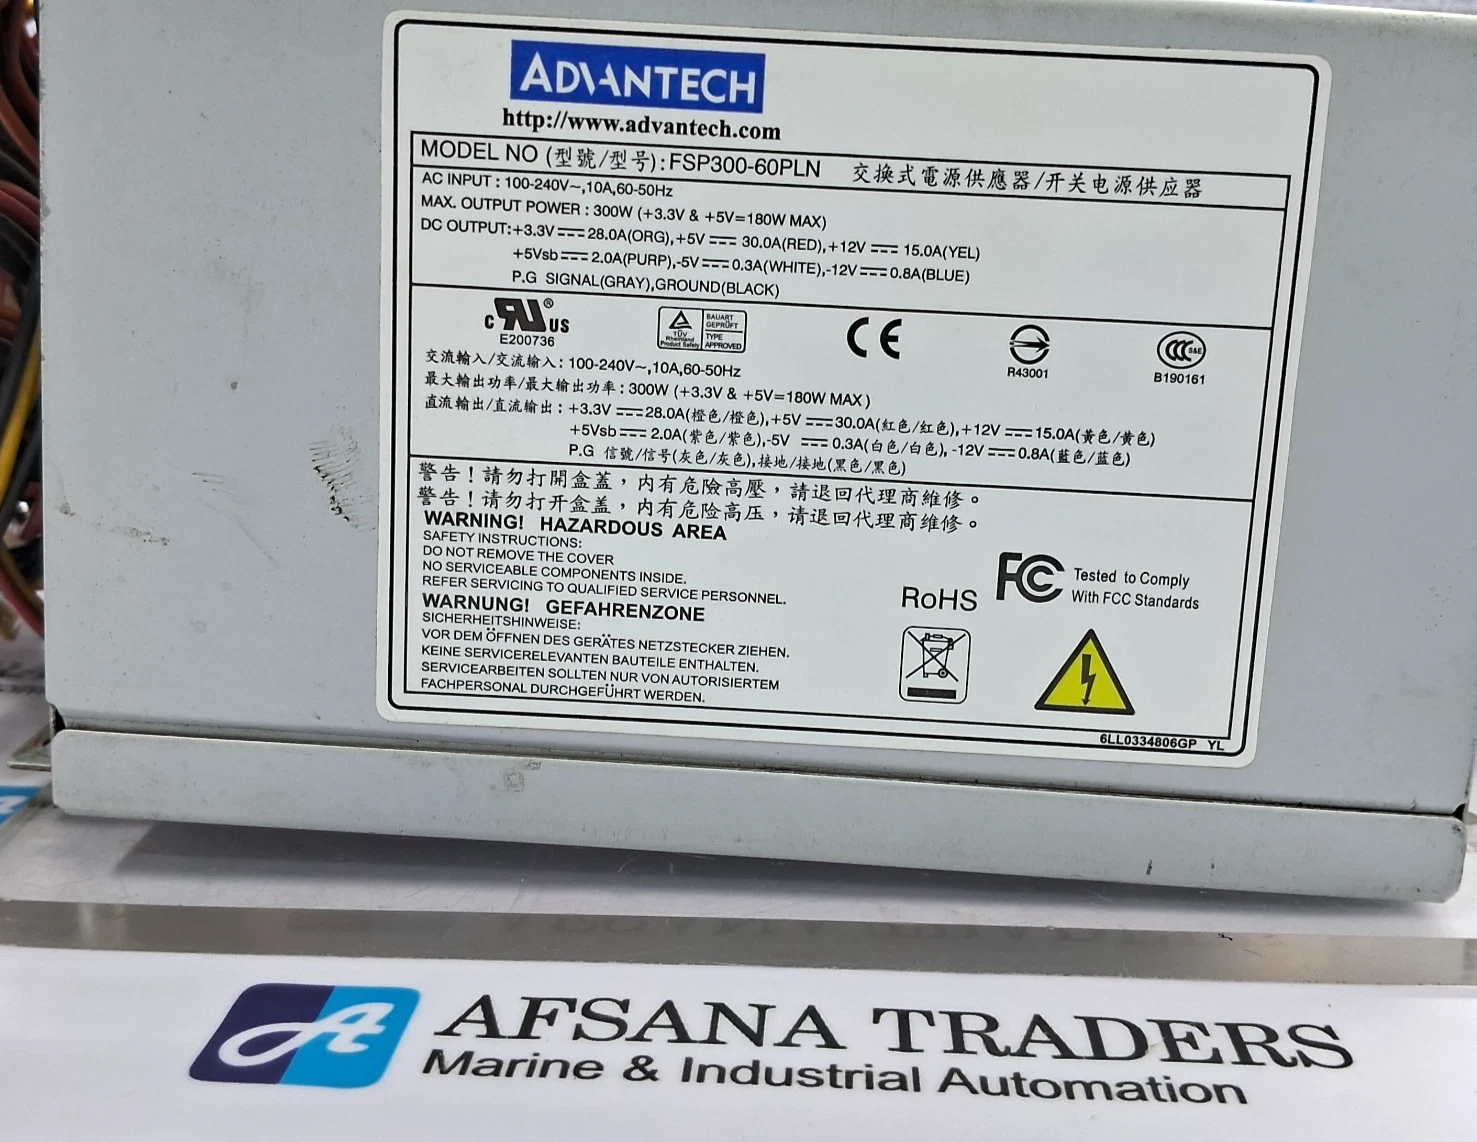 ADVANTECH
http://www.advantech.com
MODEL NO (型號/型号):FSP300-60PLN 交換式電源供應器/开关电源供应器
AC INPUT : 100-240V~,10A,60-50Hz
MAX. OUTPUT POWER : 300W (+3.3V & +5V=180W MAX)
DC OUTPUT:+3.3V⎓28.0A(ORG),+5V⎓30.0A(RED),+12V⎓15.0A(YEL)
+5Vsb⎓2.0A(PURP),-5V⎓0.3A(WHITE),-12V⎓0.8A(BLUE)
P.G SIGNAL(GRAY),GROUND(BLACK)
c RU ® US
E200736
TÜV
Rheinland
Product Safety
BAUART
GEPRÜFT
TYPE
APPROVED
CE
R43001
CCC S&E
B190161
交流輸入/交流输入: 100-240V~,10A,60-50Hz
最大輸出功率/最大输出功率 : 300W (+3.3V & +5V=180W MAX )
直流輸出/直流输出 : +3.3V⎓28.0A(橙色/橙色),+5V⎓30.0A(紅色/红色),+12V⎓15.0A(黃色/黄色)
+5Vsb⎓2.0A(紫色/紫色),-5V⎓0.3A(白色/白色), -12V⎓0.8A(藍色/蓝色)
P.G 信號/信号(灰色/灰色),接地/接地(黑色/黑色)
警告！請勿打開盒蓋，内有危險高壓，請退回代理商維修。
警告！请勿打开盒盖，内有危险高压，请退回代理商维修。
WARNING! HAZARDOUS AREA
SAFETY INSTRUCTIONS:
DO NOT REMOVE THE COVER
NO SERVICEABLE COMPONENTS INSIDE.
REFER SERVICING TO QUALIFIED SERVICE PERSONNEL.
WARNUNG! GEFAHRENZONE
SICHERHEITSHINWEISE:
VOR DEM ÖFFNEN DES GERÄTES NETZSTECKER ZIEHEN.
KEINE SERVICERELEVANTEN BAUTEILE ENTHALTEN.
SERVICEARBEITEN SOLLTEN NUR VON AUTORISIERTEM
FACHPERSONAL DURCHGEFÜHRT WERDEN.
RoHS
FC Tested to Comply
With FCC Standards
6LL0334806GP YL
A AFSANA TRADERS
Marine & Industrial Automation